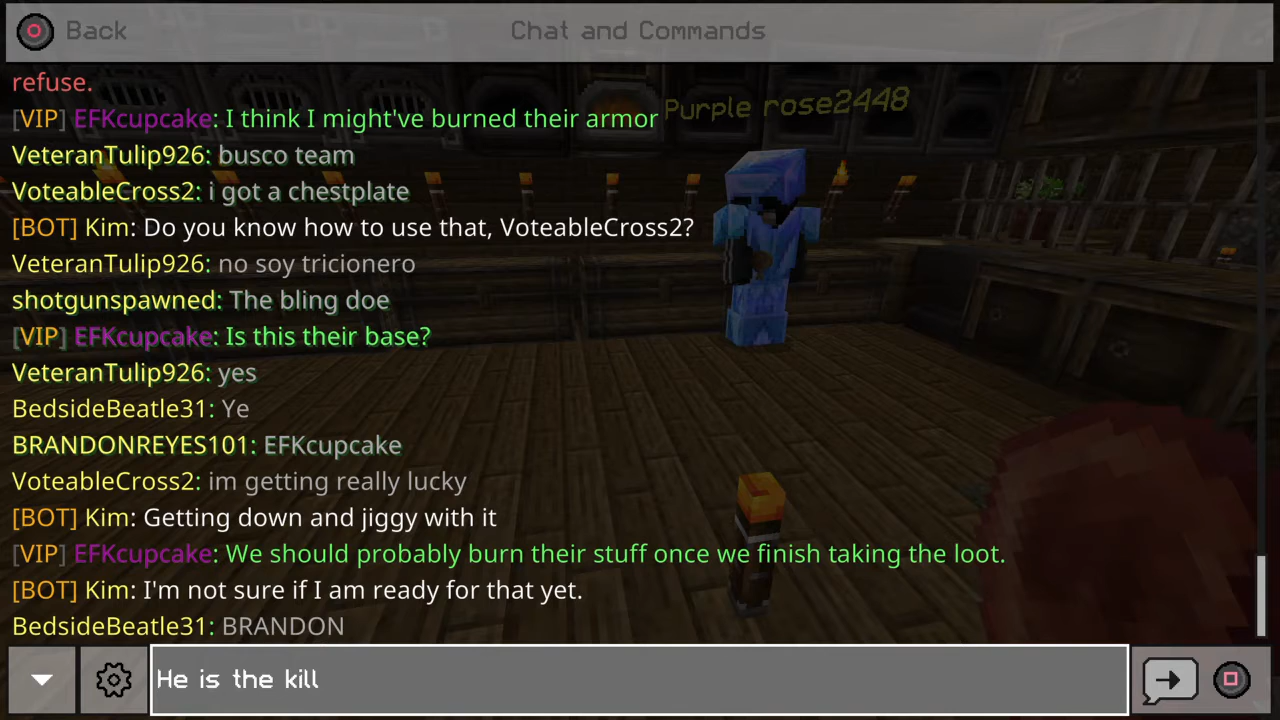 Back
Chat and Commands
refuse.
Purple rose2448
[VIP] EFKcupcake: I think I might've burned their armor
VeteranTulip926: busco team
VoteableCross2: i got a chestplate
[BOT] Kim: Do you know how to use that, VoteableCross2?
VeteranTulip926: no soy tricionero
shotgunspawned: The bling doe
[VIP] EFKcupcake: Is this their base?
VeteranTulip926: yes
BedsideBeatle31: Ye
BRANDONREYES101: EFKcupcake
VoteableCross2: im getting really lucky
[BOT] Kim: Getting down and jiggy with it
[VIP] EFKcupcake: We should probably burn their stuff once we finish taking the loot.
[BOT] Kim: I'm not sure if I am ready for that yet.
BedsideBeatle31: BRANDON
He is the kill